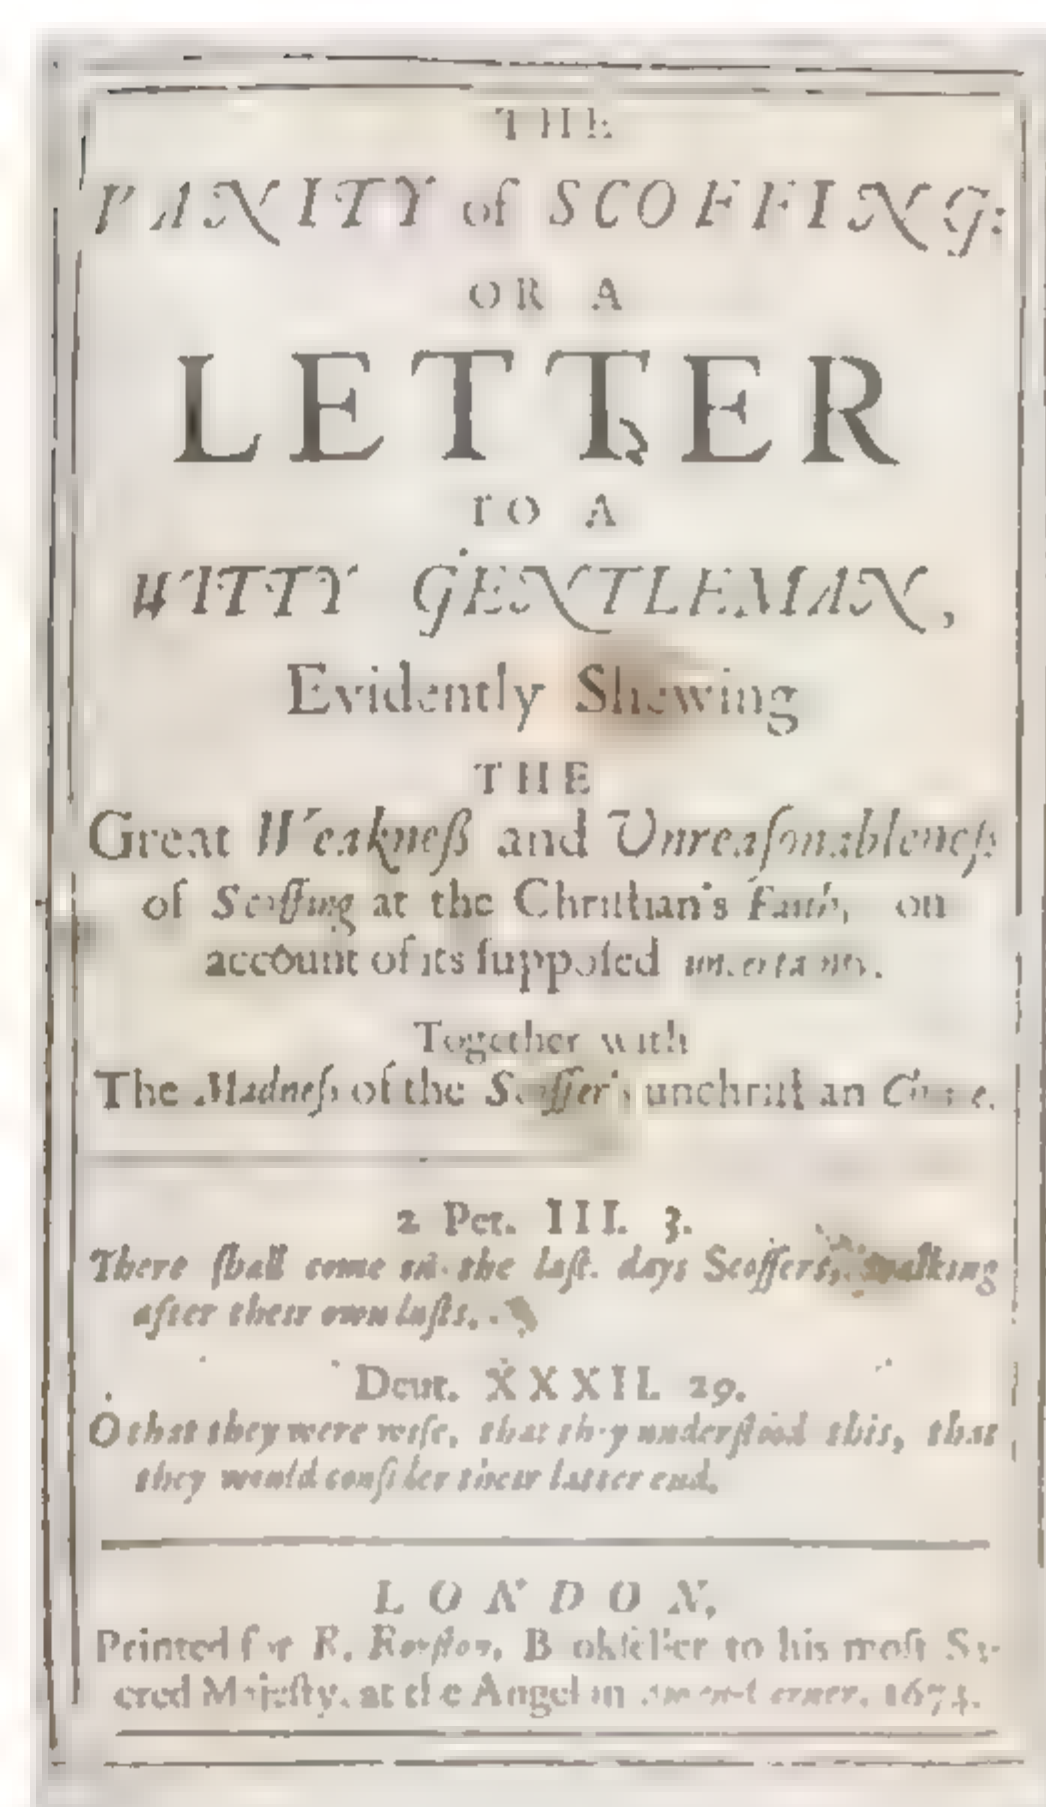 THE
VANITY of SCOFFING:
OR A
LETTER
TO A
WITTY GENTLEMAN,
Evidently Shewing
THE
Great Weakneß and Unreaſonableneſs
of Scoffing at the Chriſtian's Faith, on
account of its ſuppoſed uncertainty.
Together with
The Madneſs of the Scoffer's unchriſtian
2 Pet. III. 3.
There ſhall come in the laſt days Scoffers, walking
after their own luſts.
Deut. XXXII. 29.
O that they were wiſe, that they underſtood this, that
they would conſider their latter end.
LONDON,
Printed for R. Royſton, Bookſeller to his moſt Sa-
cred Majeſty, at the Angel in